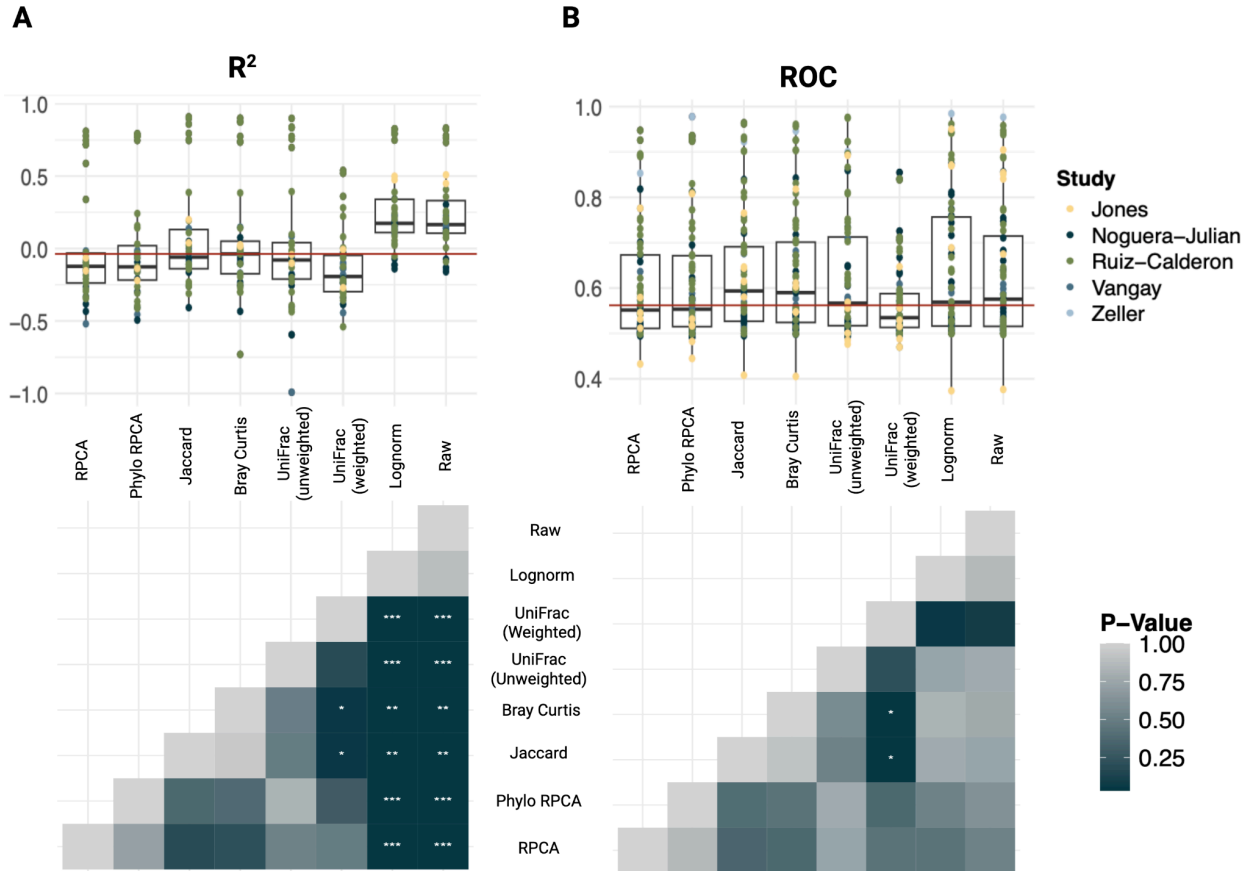 A
B
R²
ROC
1.0
0.5
0.0
−0.5
−1.0
1.0
0.8
0.6
0.4
Study
Jones
Noguera−Julian
Ruiz−Calderon
Vangay
Zeller
RPCA
Phylo RPCA
Jaccard
Bray Curtis
UniFrac
(unweighted)
UniFrac
(weighted)
Lognorm
Raw
RPCA
Phylo RPCA
Jaccard
Bray Curtis
UniFrac
(unweighted)
UniFrac
(weighted)
Lognorm
Raw
Raw
Lognorm
UniFrac
(Weighted)
UniFrac
(Unweighted)
Bray Curtis
Jaccard
Phylo RPCA
RPCA
*** ***
*** ***
* ** **
* ** **
*** ***
*** ***
*
*
P−Value
1.00
0.75
0.50
0.25